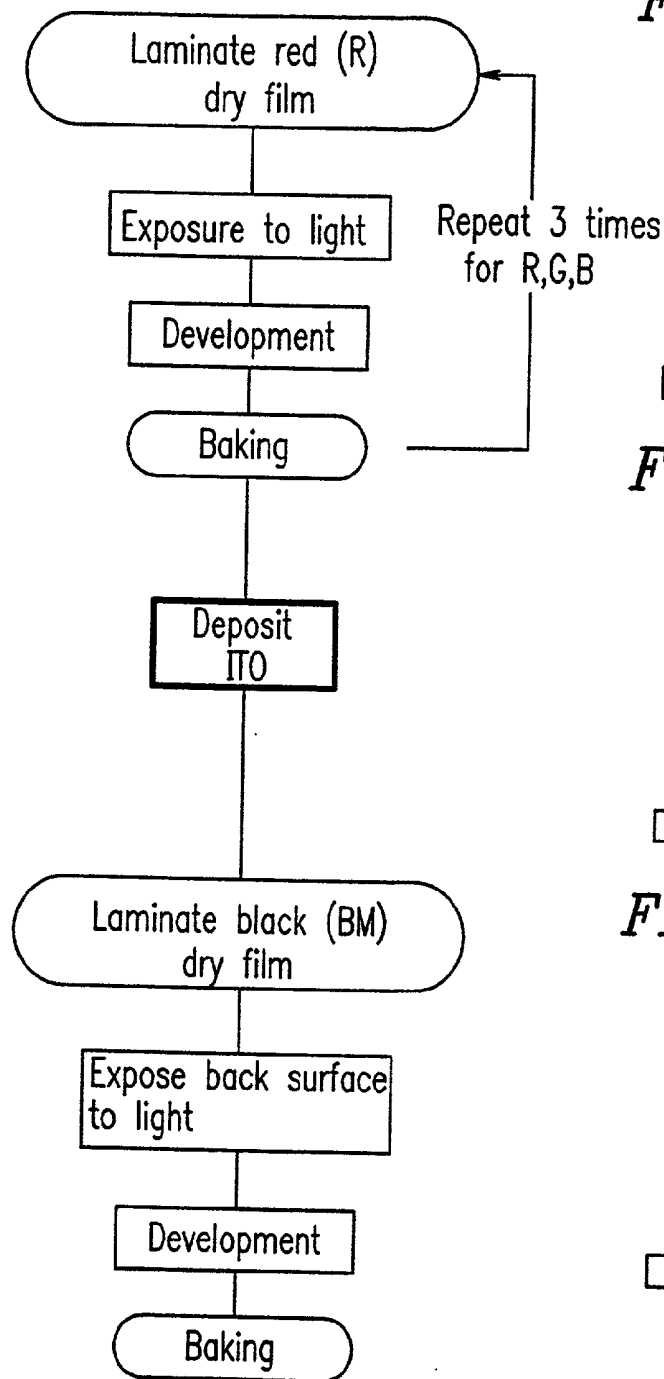 Laminate red (R)
dry film
Exposure to light
Repeat 3 times
for R,G,B
Development
Baking
Deposit
ITO
Laminate black (BM)
dry film
Expose back surface
to light
Development
Baking